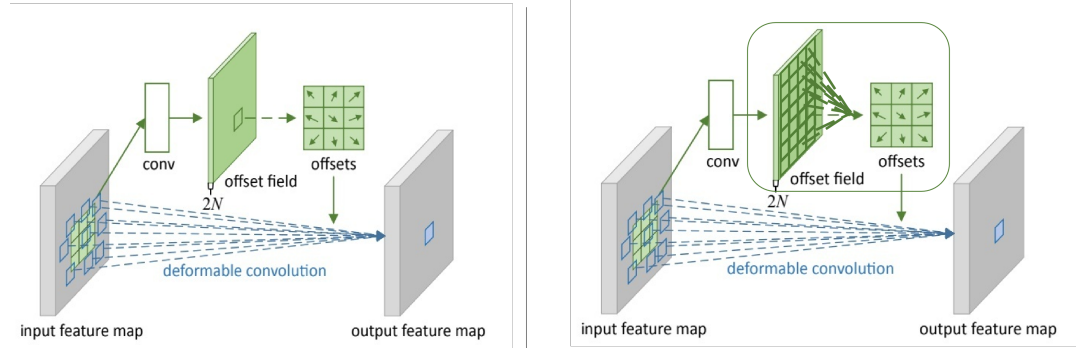 conv
offset field
offsets
2N
deformable convolution
input feature map
output feature map
conv
offset field
offsets
2N
deformable convolution
input feature map
output feature map